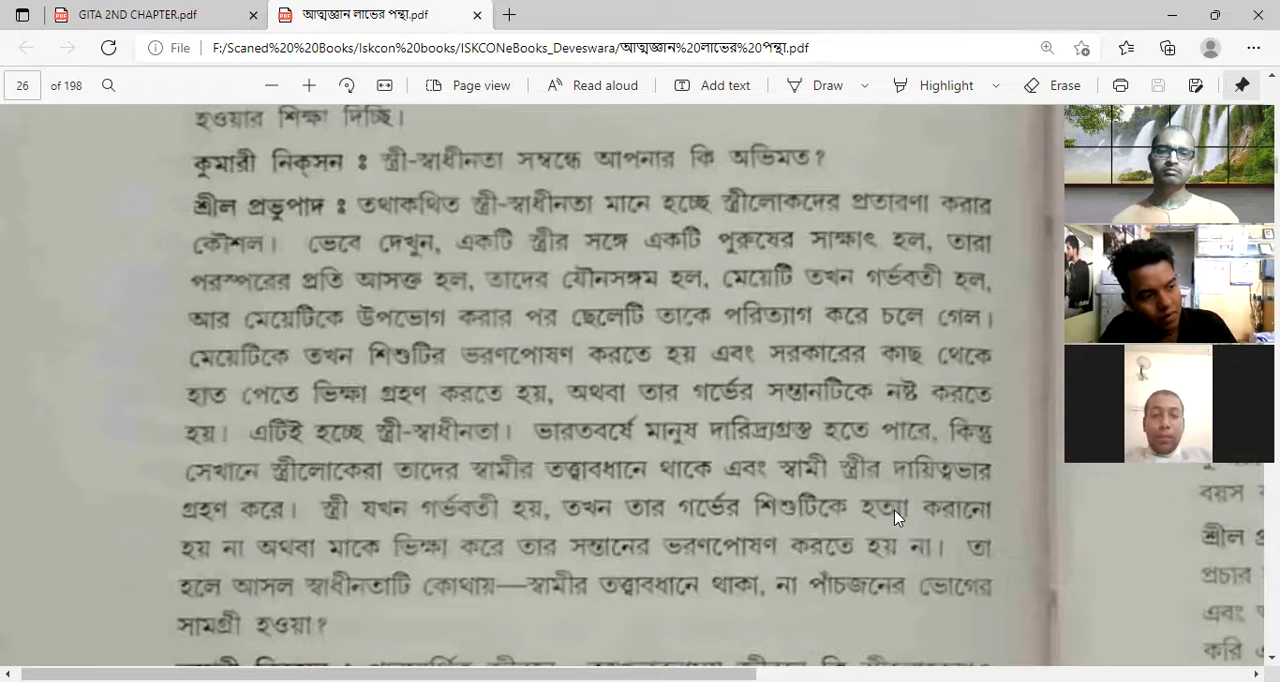 GITA 2ND CHAPTER.pdf
আত্মজ্ঞান লাভের পন্থা.pdf
File
F:/Scaned%20%20Books/Iskcon%20books/ISKCONeBooks_Deveswara/আত্মজ্ঞান%20লাভের%20পন্থা.pdf
26 of 198
Page view
Read aloud
Add text
Draw
Highlight
Erase
হওয়ার শিক্ষা দিচ্ছি।
কুমারী নিক্‌সন ঃ স্ত্রী-স্বাধীনতা সম্বন্ধে আপনার কি অভিমত?
শ্রীল প্রভুপাদ ঃ তথাকথিত স্ত্রী-স্বাধীনতা মানে হচ্ছে স্ত্রীলোকদের প্রতারণা করার
কৌশল। ভেবে দেখুন, একটি স্ত্রীর সঙ্গে একটি পুরুষের সাক্ষাৎ হল, তারা
পরস্পরের প্রতি আসক্ত হল, তাদের যৌনসঙ্গম হল, মেয়েটি তখন গর্ভবতী হল,
আর মেয়েটিকে উপভোগ করার পর ছেলেটি তাকে পরিত্যাগ করে চলে গেল।
মেয়েটিকে তখন শিশুটির ভরণপোষণ করতে হয় এবং সরকারের কাছ থেকে
হাত পেতে ভিক্ষা গ্রহণ করতে হয়, অথবা তার গর্ভের সন্তানটিকে নষ্ট করতে
হয়। এটিই হচ্ছে স্ত্রী-স্বাধীনতা। ভারতবর্ষে মানুষ দারিদ্র্যগ্রস্ত হতে পারে, কিন্তু
সেখানে স্ত্রীলোকেরা তাদের স্বামীর তত্ত্বাবধানে থাকে এবং স্বামী স্ত্রীর দায়িত্বভার
গ্রহণ করে। স্ত্রী যখন গর্ভবতী হয়, তখন তার গর্ভের শিশুটিকে হত্যা করানো
হয় না অথবা মাকে ভিক্ষা করে তার সন্তানের ভরণপোষণ করতে হয় না। তা
হলে আসল স্বাধীনতাটি কোথায়—স্বামীর তত্ত্বাবধানে থাকা, না পাঁচজনের ভোগের
সামগ্রী হওয়া?
বয়স
শ্রীল
প্রচার
এবং
করি